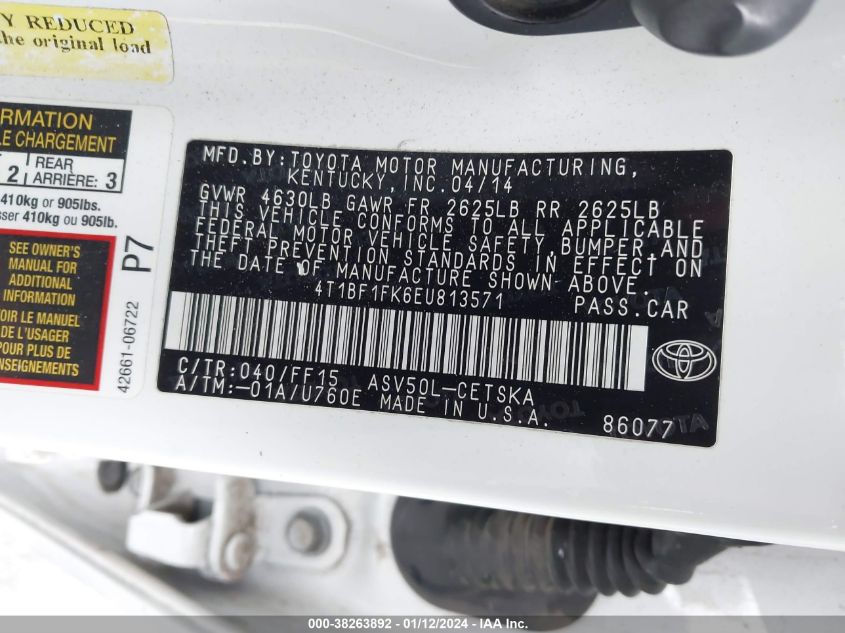 Y REDUCED
he original load
ORMATION
LE CHARGEMENT
2 REAR ARRIÈRE: 3
410kg or 905lbs.
sser 410kg ou 905lb.
SEE OWNER'S
MANUAL FOR
ADDITIONAL
INFORMATION
OIR LE MANUEL
DE L'USAGER
POUR PLUS DE
NSEIGNEMENTS
P7
42661-06722
MFD.BY:TOYOTA MOTOR MANUFACTURING,
KENTUCKY, INC.04/14
GVWR 4630LB GAWR FR 2625LB RR 2625LB
THIS VEHICLE CONFORMS TO ALL APPLICABLE
FEDERAL MOTOR VEHICLE SAFETY, BUMPER,AND
THEFT PREVENTION STANDARDS IN EFFECT ON
THE DATE OF MANUFACTURE SHOWN ABOVE.
4T1BF1FK6EU813571 PASS.CAR
C/TR:040/FF15 ASV50L-CETSKA
A/TM:-01A/U760E MADE IN U.S.A.
86077
000-38263892 - 01/12/2024 - IAA Inc.